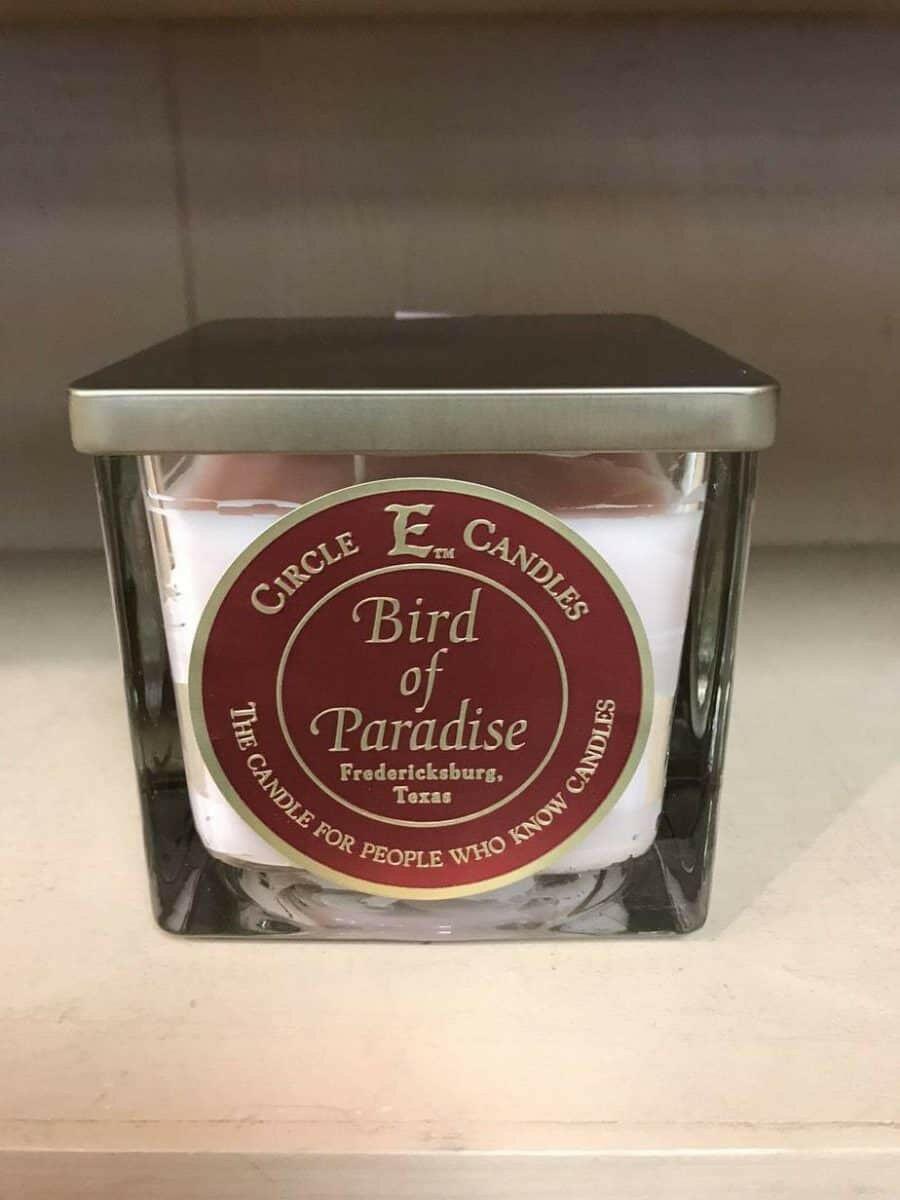 CIRCLE E™ CANDLES
Bird
of
Paradise
Fredericksburg,
Texas
THE CANDLE FOR PEOPLE WHO KNOW CANDLES